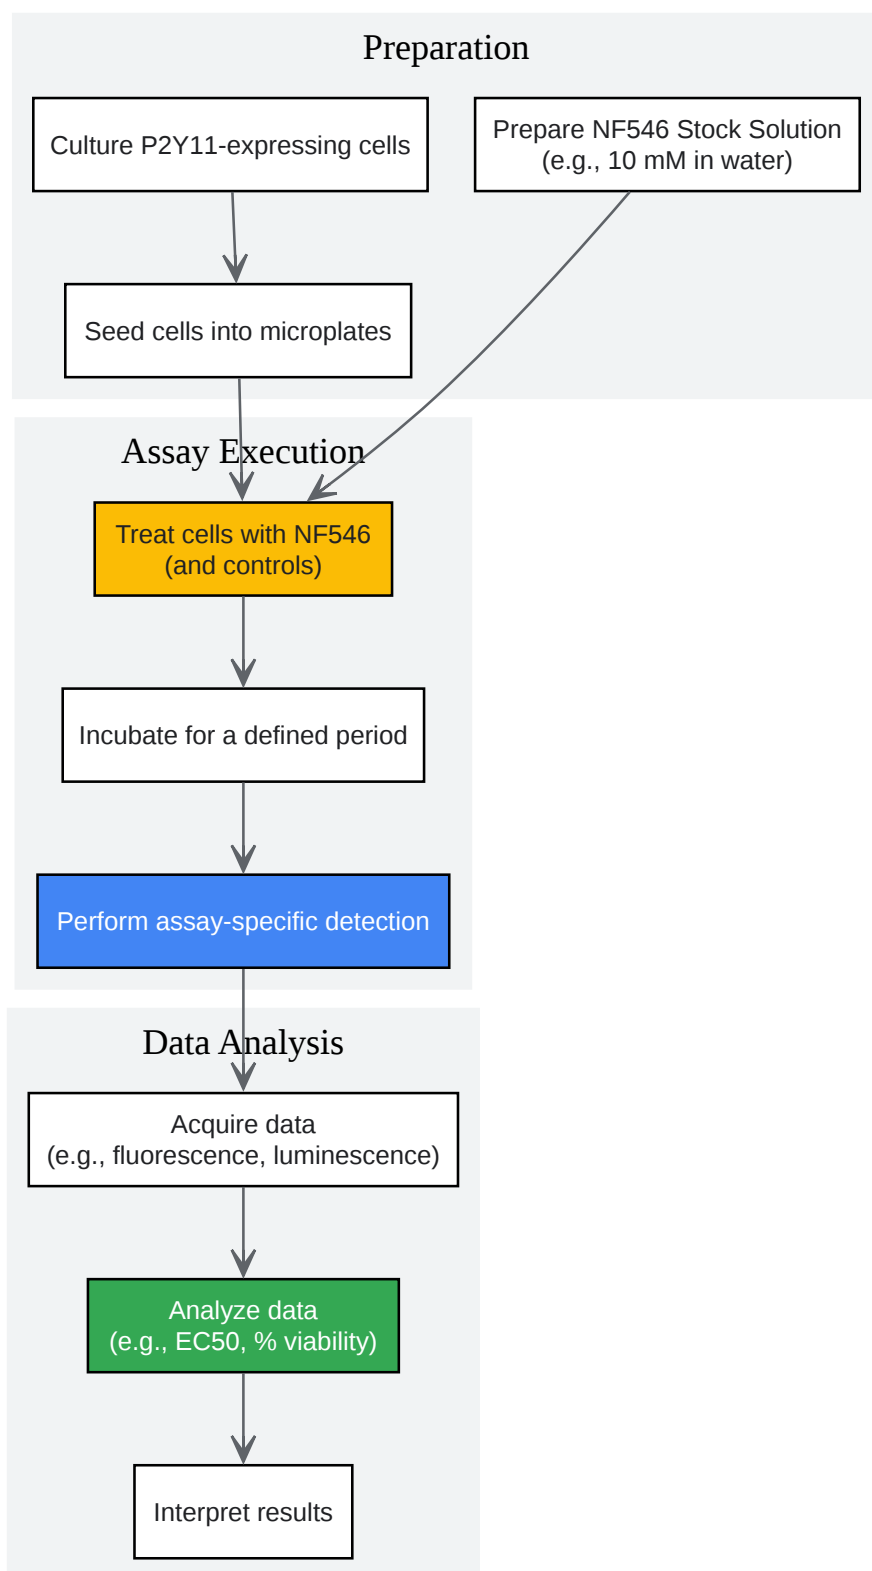 Preparation
Culture P2Y11-expressing cells
Prepare NF546 Stock Solution
(e.g., 10 mM in water)
Seed cells into microplates
Assay Execution
Treat cells with NF546
(and controls)
Incubate for a defined period
Perform assay-specific detection
Data Analysis
Acquire data
(e.g., fluorescence, luminescence)
Analyze data
(e.g., EC50, % viability)
Interpret results